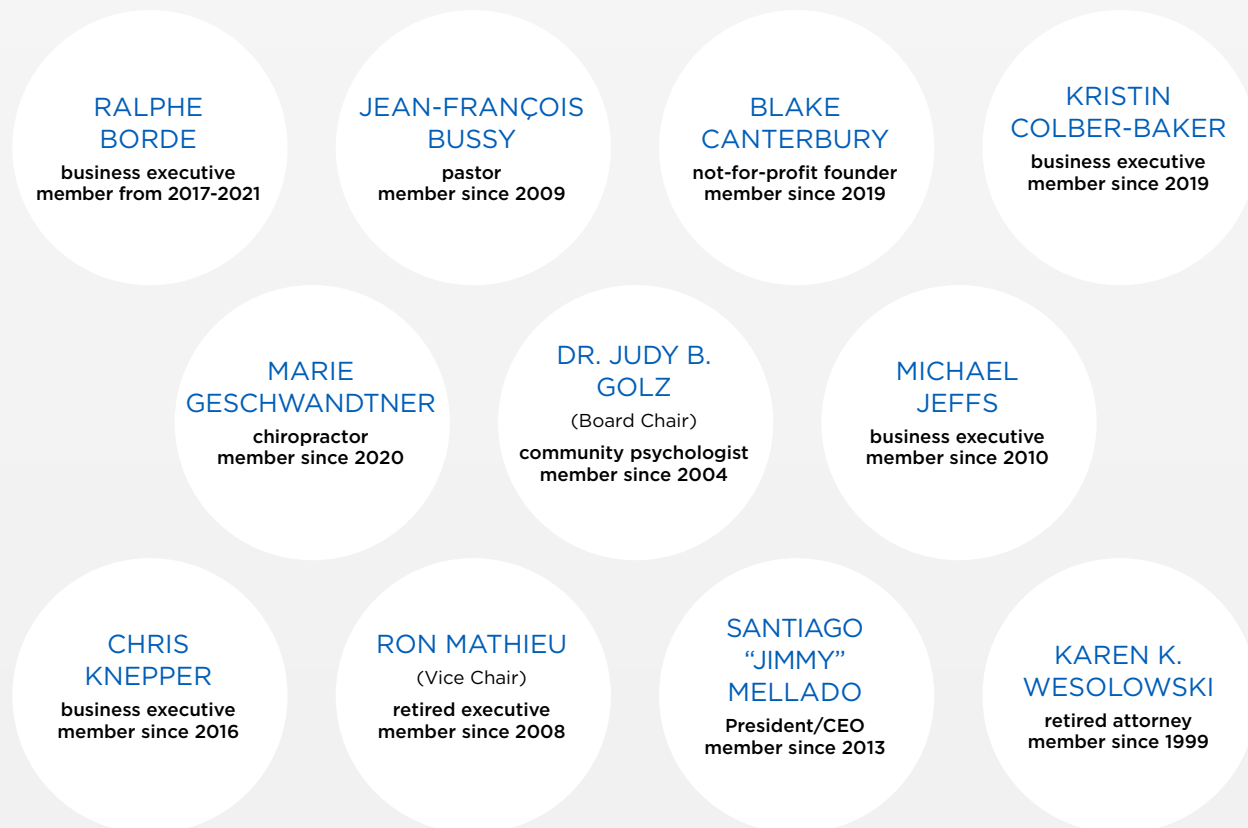 RALPHE
BORDE
business executive
member from 2017-2021
JEAN-FRANÇOIS
BUSSY
pastor
member since 2009
BLAKE
CANTERBURY
not-for-profit founder
member since 2019
KRISTIN
COLBER-BAKER
business executive
member since 2019
MARIE
GESCHWANDTNER
chiropractor
member since 2020
DR. JUDY B.
GOLZ
(Board Chair)
community psychologist
member since 2004
MICHAEL
JEFFS
business executive
member since 2010
CHRIS
KNEPPER
business executive
member since 2016
RON MATHIEU
(Vice Chair)
retired executive
member since 2008
SANTIAGO
“JIMMY”
MELLADO
President/CEO
member since 2013
KAREN K.
WESOLOWSKI
retired attorney
member since 1999